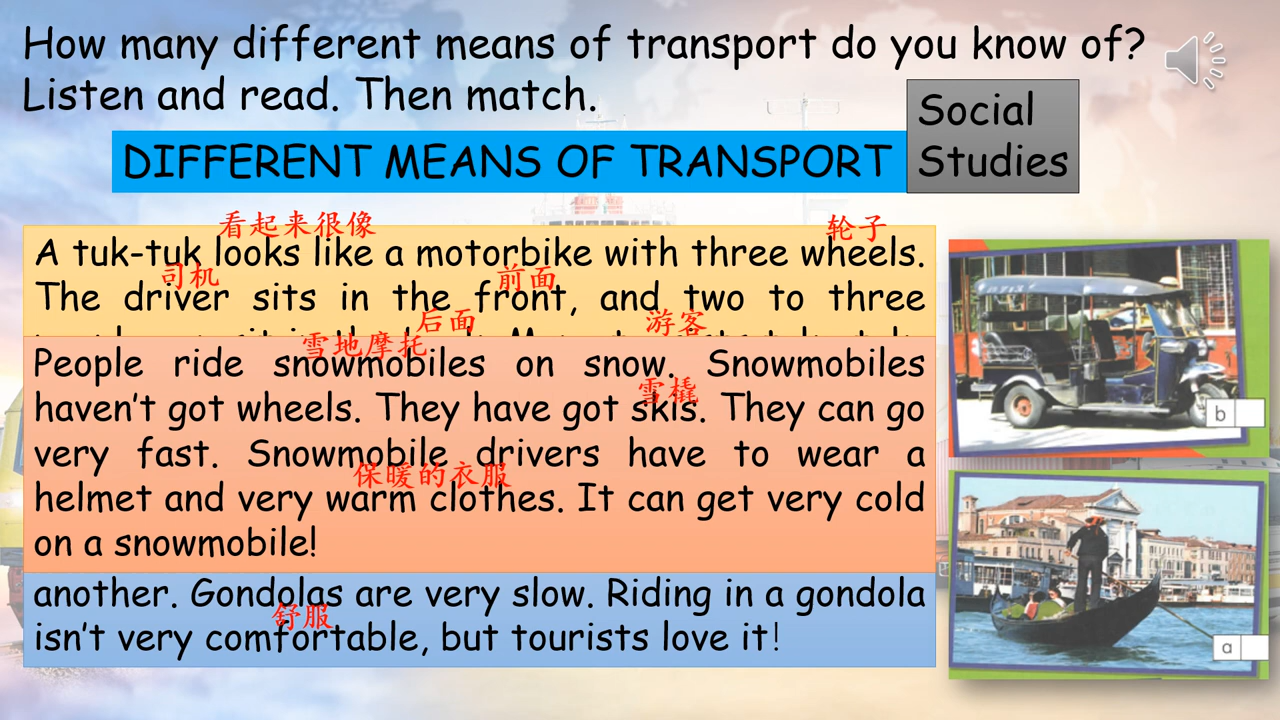 How many different means of transport do you know of?
Listen and read. Then match.
Social
Studies
DIFFERENT MEANS OF TRANSPORT
看起来很像
轮子
A tuk-tuk looks like a motorbike with three wheels.
司机
前面
The driver sits in the front, and two to three
后面
游客
雪地摩托
People ride snowmobiles on snow. Snowmobiles
雪橇
haven’t got wheels. They have got skis. They can go
very fast. Snowmobile drivers have to wear a
保暖的衣服
helmet and very warm clothes. It can get very cold
on a snowmobile!
another. Gondolas are very slow. Riding in a gondola
舒服
isn’t very comfortable, but tourists love it!
b
a